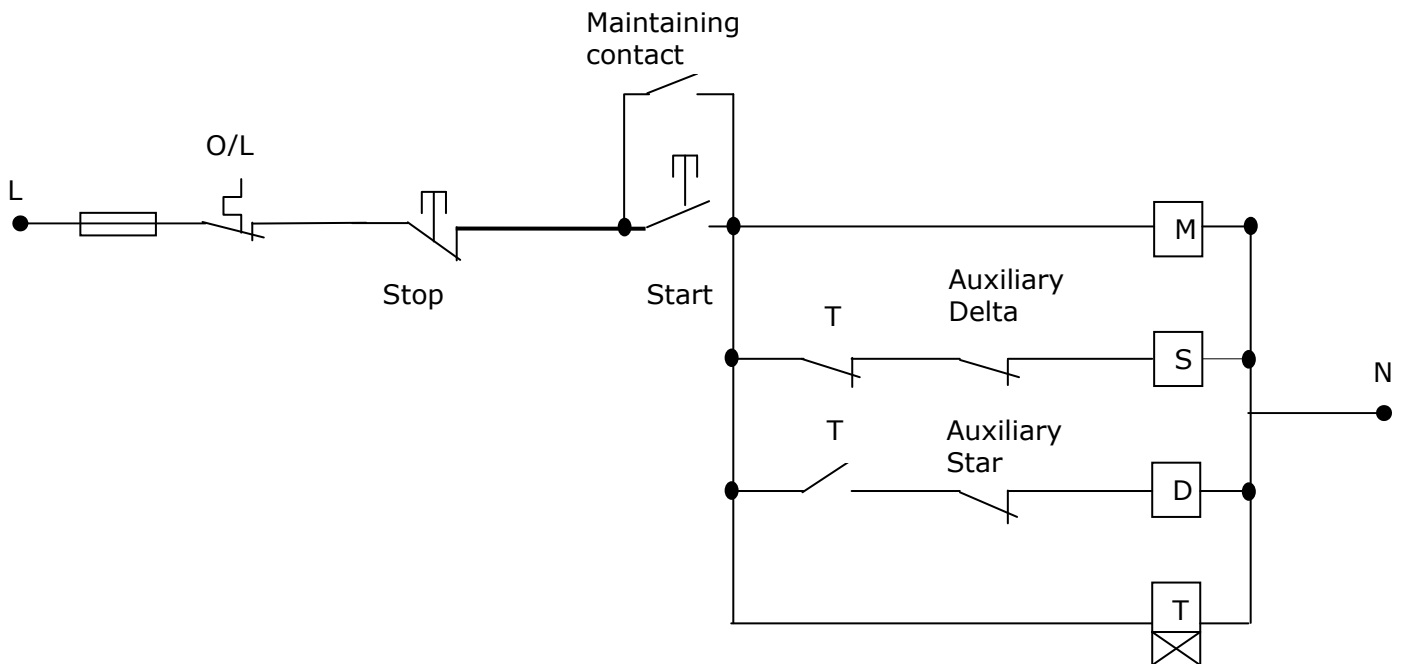 Maintaining
contact
O/L
L
Stop
Start
M
Auxiliary
Delta
T
S
N
T
Auxiliary
Star
D
T